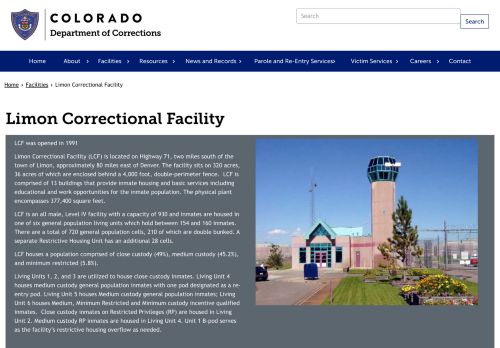 COLORADO
Department of Corrections
Search
Search
Home About Facilities Resources News and Records Parole and Re-Entry Services Victim Services Careers Contact
Home › Facilities › Limon Correctional Facility
Limon Correctional Facility
LCF was opened in 1991
Limon Correctional Facility (LCF) is located on Highway 71, two miles south of the
town of Limon, approximately 80 miles east of Denver. The facility sits on 320 acres,
36 acres of which are enclosed behind a 4,000 foot, double-perimeter fence. LCF is
comprised of 13 buildings that provide inmate housing and basic services including
educational and work opportunities for the inmate population. The physical plant
encompasses 377,400 square feet.
LCF is an all male, Level IV facility with a capacity of 930 and inmates are housed in
one of six general population living units which hold between 154 and 160 inmates.
There are a total of 720 general population cells, 210 of which are double bunked. A
separate Restrictive Housing Unit has an additional 28 cells.
LCF houses a population comprised of close custody (49%), medium custody (45.2%),
and minimum restricted (5.8%).
Living Units 1, 2, and 3 are utilized to house close custody inmates. Living Unit 4
houses medium custody general population inmates with one pod designated as a re-
entry pod. Living Unit 5 houses Medium custody general population inmates; Living
Unit 6 houses Medium, Minimum Restricted and Minimum custody incentive qualified
inmates. Close custody inmates on Restricted Privileges (RP) are housed in Living
Unit 2. Medium custody RP inmates are housed in Living Unit 4. Unit 1 B-pod serves
as the facility's restrictive housing overflow as needed.